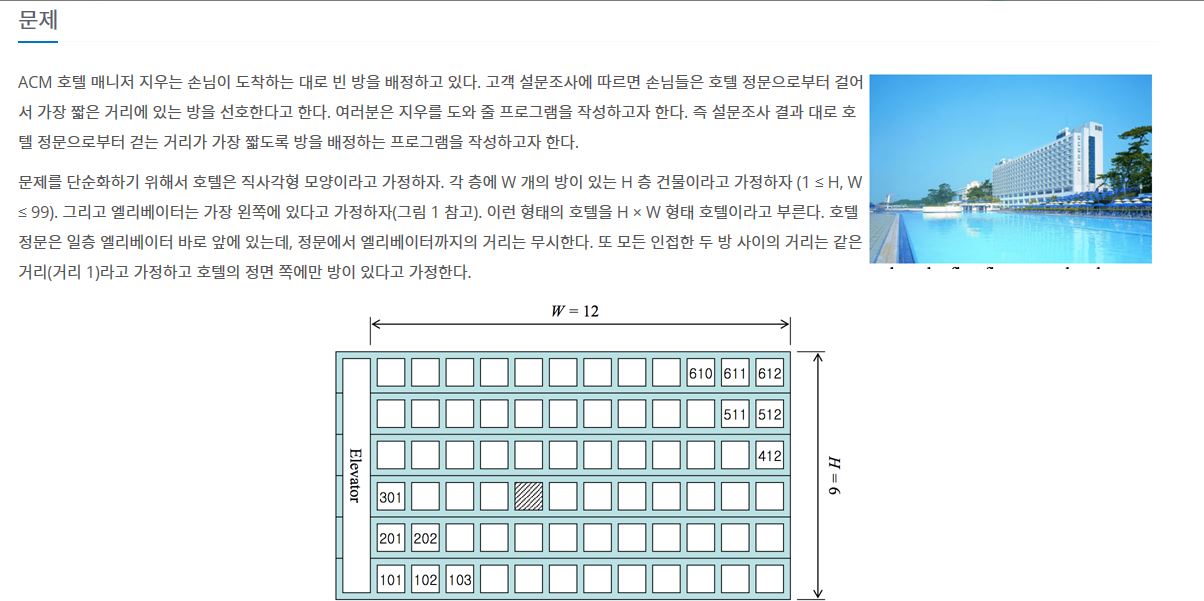 문제
ACM 호텔 매니저 지우는 손님이 도착하는 대로 빈 방을 배정하고 있다. 고객 설문조사에 따르면 손님들은 호텔 정문으로부터 걸어
서 가장 짧은 거리에 있는 방을 선호한다고 한다. 여러분은 지우를 도와 줄 프로그램을 작성하고자 한다. 즉 설문조사 결과 대로 호
텔 정문으로부터 걷는 거리가 가장 짧도록 방을 배정하는 프로그램을 작성하고자 한다.
문제를 단순화하기 위해서 호텔은 직사각형 모양이라고 가정하자. 각 층에 W 개의 방이 있는 H 층 건물이라고 가정하자 (1 ≤ H, W
≤ 99). 그리고 엘리베이터는 가장 왼쪽에 있다고 가정하자(그림 1 참고). 이런 형태의 호텔을 H × W 형태 호텔이라고 부른다. 호텔
정문은 일층 엘리베이터 바로 앞에 있는데, 정문에서 엘리베이터까지의 거리는 무시한다. 또 모든 인접한 두 방 사이의 거리는 같은
거리(거리 1)라고 가정하고 호텔의 정면 쪽에만 방이 있다고 가정한다.
W = 12
610 611 612
511 512
412
301
201 202
101 102 103
Elevator
H = 6